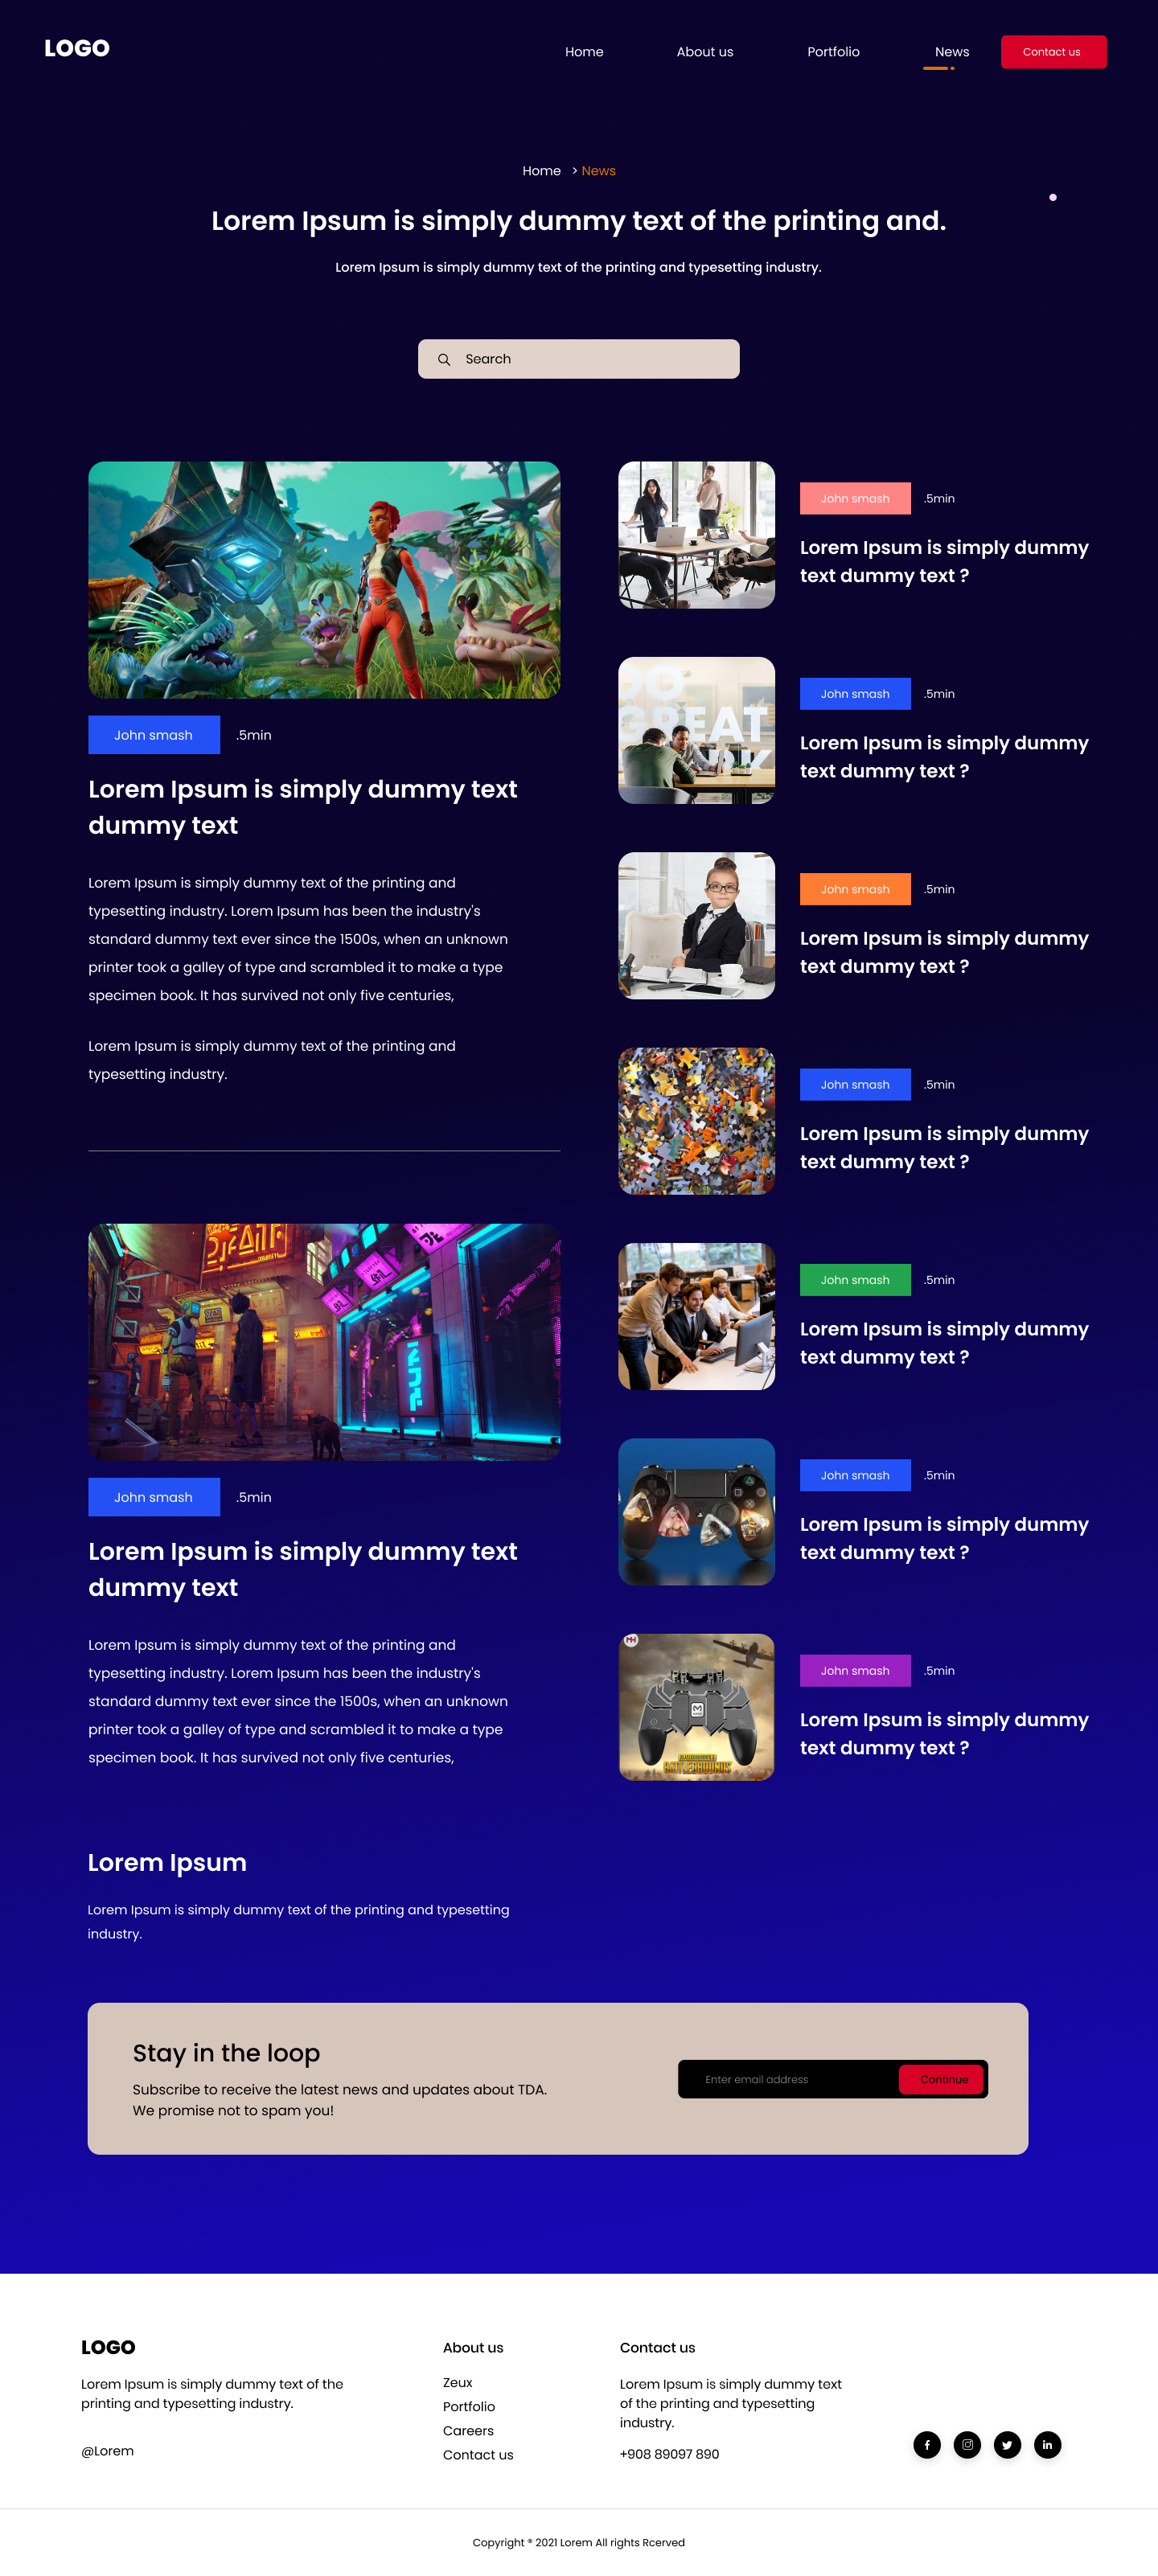 LOGO
Home
About us
Portfolio
News
Contact us
Home > News
Lorem Ipsum is simply dummy text of the printing and.
Lorem Ipsum is simply dummy text of the printing and typesetting industry.
Search
John smash
.5min
Lorem Ipsum is simply dummy text
dummy text
Lorem Ipsum is simply dummy text of the printing and
typesetting industry. Lorem Ipsum has been the industry's
standard dummy text ever since the 1500s, when an unknown
printer took a galley of type and scrambled it to make a type
specimen book. It has survived not only five centuries,
Lorem Ipsum is simply dummy text of the printing and
typesetting industry.
John smash
.5min
Lorem Ipsum is simply dummy text
dummy text
Lorem Ipsum is simply dummy text of the printing and
typesetting industry. Lorem Ipsum has been the industry's
standard dummy text ever since the 1500s, when an unknown
printer took a galley of type and scrambled it to make a type
specimen book. It has survived not only five centuries,
John smash
.5min
Lorem Ipsum is simply dummy
text dummy text ?
DO
GREAT
John smash
.5min
Lorem Ipsum is simply dummy
text dummy text ?
John smash
.5min
Lorem Ipsum is simply dummy
text dummy text ?
John smash
.5min
Lorem Ipsum is simply dummy
text dummy text ?
John smash
.5min
Lorem Ipsum is simply dummy
text dummy text ?
John smash
.5min
Lorem Ipsum is simply dummy
text dummy text ?
BATTLEGROUNDS
John smash
.5min
Lorem Ipsum is simply dummy
text dummy text ?
Lorem Ipsum
Lorem Ipsum is simply dummy text of the printing and typesetting
industry.
Stay in the loop
Subscribe to receive the latest news and updates about TDA.
We promise not to spam you!
Enter email address
Continue
LOGO
Lorem Ipsum is simply dummy text of the
printing and typesetting industry.
@Lorem
About us
Zeux
Portfolio
Careers
Contact us
Contact us
Lorem Ipsum is simply dummy text
of the printing and typesetting
industry.
+908 89097 890
Copyright ® 2021 Lorem All rights Rcerved